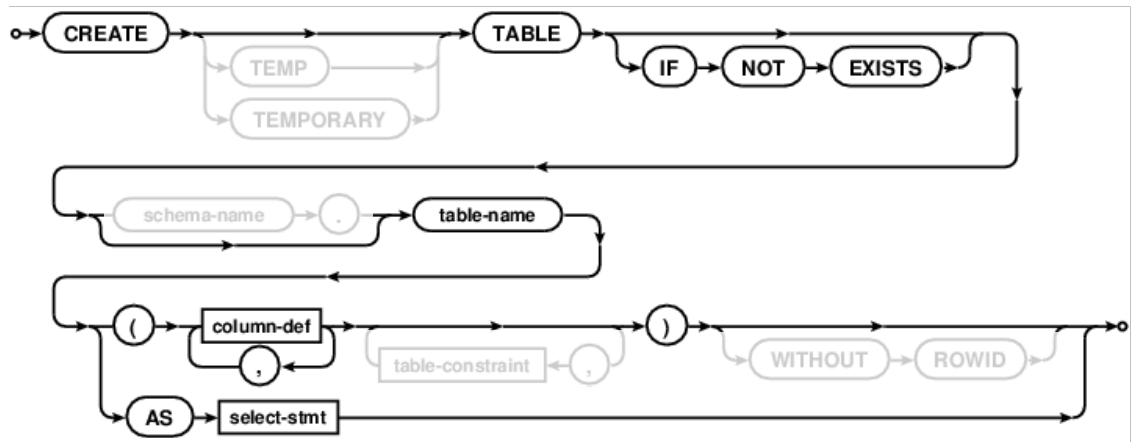 CREATE TABLE
TEMP IF NOT EXISTS
TEMPORARY
schema-name . table-name
( column-def )
, table-constraint , WITHOUT ROWID
AS select-stmt